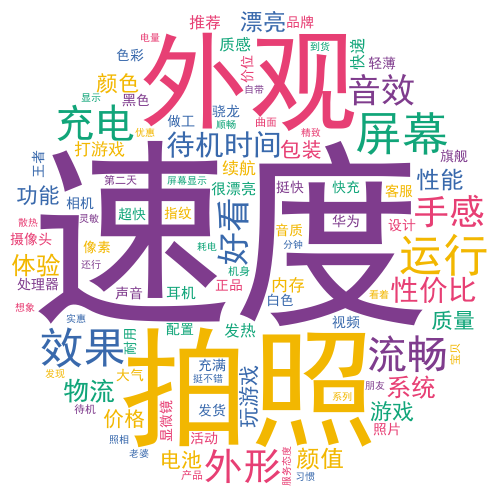 电量
推荐
漂亮
品牌
外观
质感
到货
快递
色彩
价位
轻薄
颜色
显示
黑色
自带
音效
充电
做工
骁龙
曲面
屏幕
优惠
顺畅
精致
打游戏
待机时间
包装
王者
续航
旗舰
功能
第二天
屏幕显示
很漂亮
挺快
快充
客服
性能
相机
灵敏
超快
指纹
好看
华为
设计
手感
散热
摄像头
速度
像素
耗电
音质
分钟
运行
体验
还行
机身
处理器
声音
耳机
正品
内存
白色
看着
性价比
想象
实惠
配置
发热
视频
质量
效果
耐用
拍照
流畅
宝贝
发现
大气
充满
挺不错
玩游戏
朋友
系统
物流
待机
系列
价格
显微镜
发货
游戏
照片
照相
活动
老婆
电池
产品
外形
服务态度
颜值
习惯